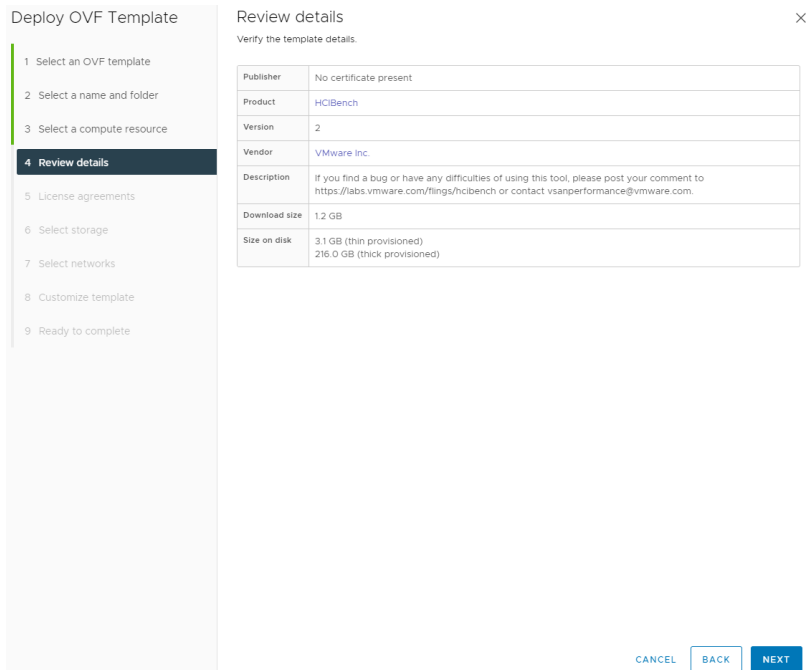 Deploy OVF Template
1 Select an OVF template
2 Select a name and folder
3 Select a compute resource
4 Review details
5 License agreements
6 Select storage
7 Select networks
8 Customize template
9 Ready to complete
Review details
Verify the template details.
Publisher No certificate present
Product HCIBench
Version 2
Vendor VMware Inc.
Description If you find a bug or have any difficulties of using this tool, please post your comment to
https://labs.vmware.com/flings/hcibench or contact vsanperformance@vmware.com.
Download size 1.2 GB
Size on disk 3.1 GB (thin provisioned)
216.0 GB (thick provisioned)
CANCEL BACK NEXT